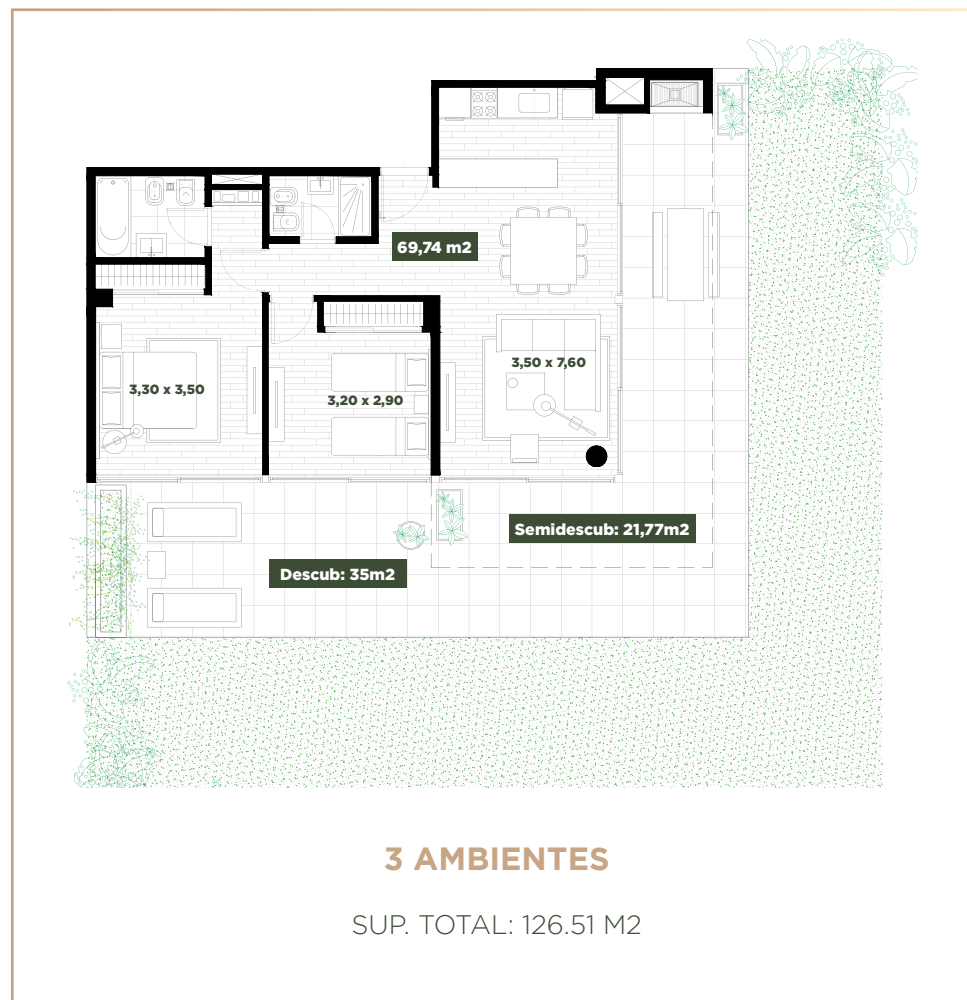 69,74 m2
3,50 x 7,60
3,30 x 3,50
3,20 x 2,90
Semidescub: 21,77m2
Descub: 35m2
3 AMBIENTES
SUP. TOTAL: 126.51 M2